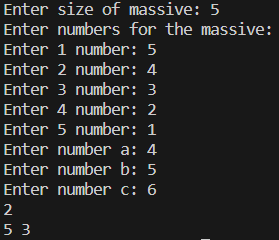 Enter size of massive: 5
Enter numbers for the massive:
Enter 1 number: 5
Enter 2 number: 4
Enter 3 number: 3
Enter 4 number: 2
Enter 5 number: 1
Enter number a: 4
Enter number b: 5
Enter number c: 6
2
5 3